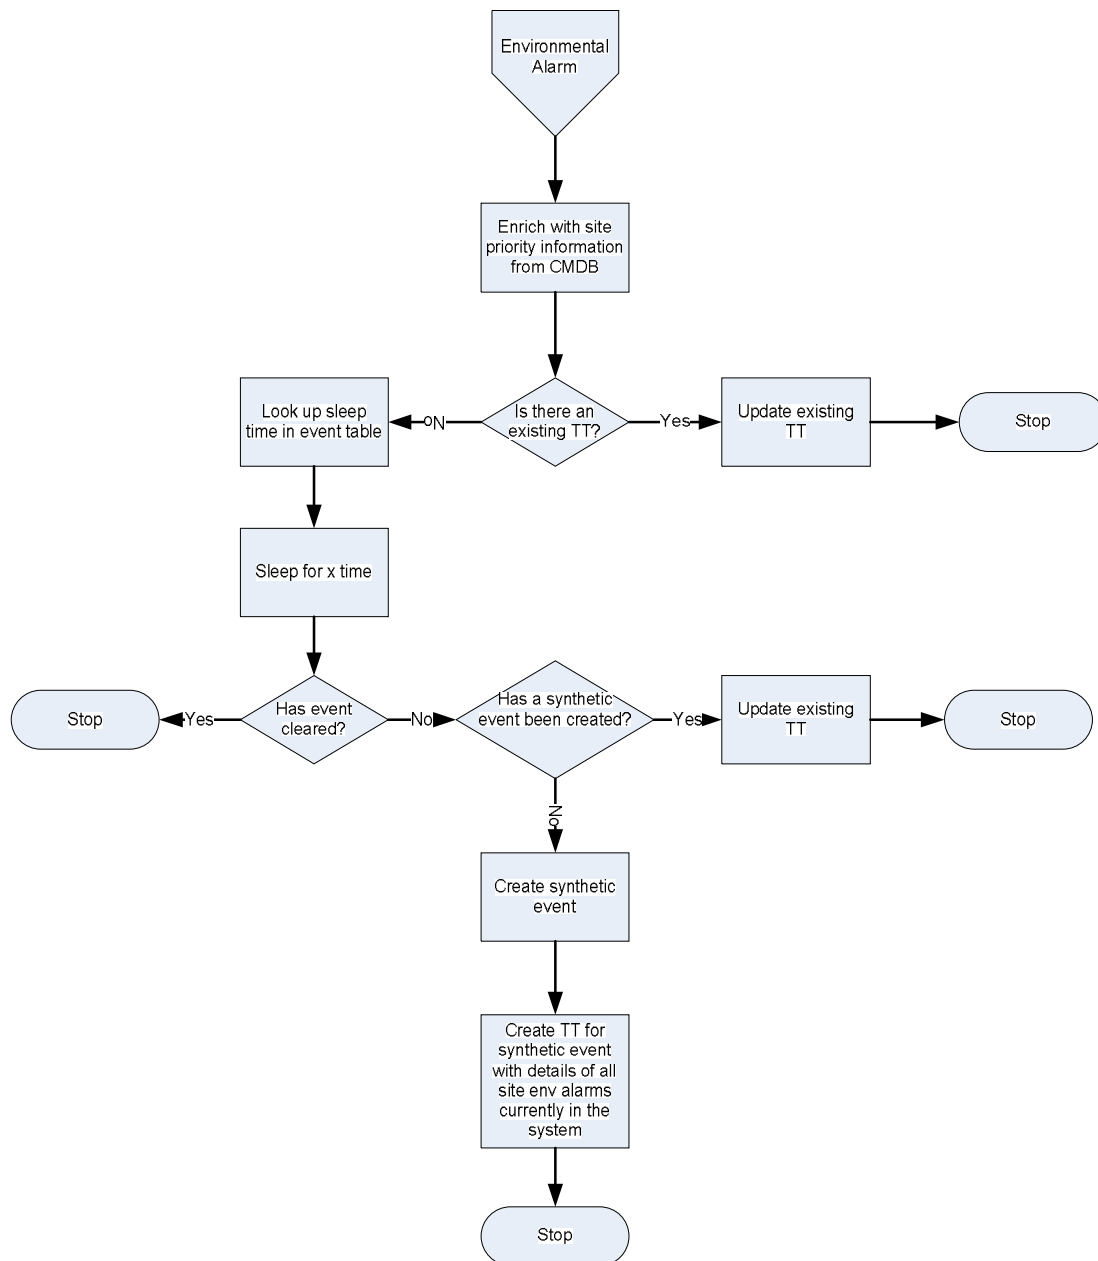 Environmental
Alarm
Enrich with site
priority information
from CMDB
Look up sleep
time in event table
No
Is there an
existing TT?
Yes
Update existing
TT
Stop
Sleep for x time
Stop
Yes
Has event
cleared?
No
Has a synthetic
event been created?
Yes
Update existing
TT
Stop
No
Create synthetic
event
Create TT for
synthetic event
with details of all
site env alarms
currently in the
system
Stop